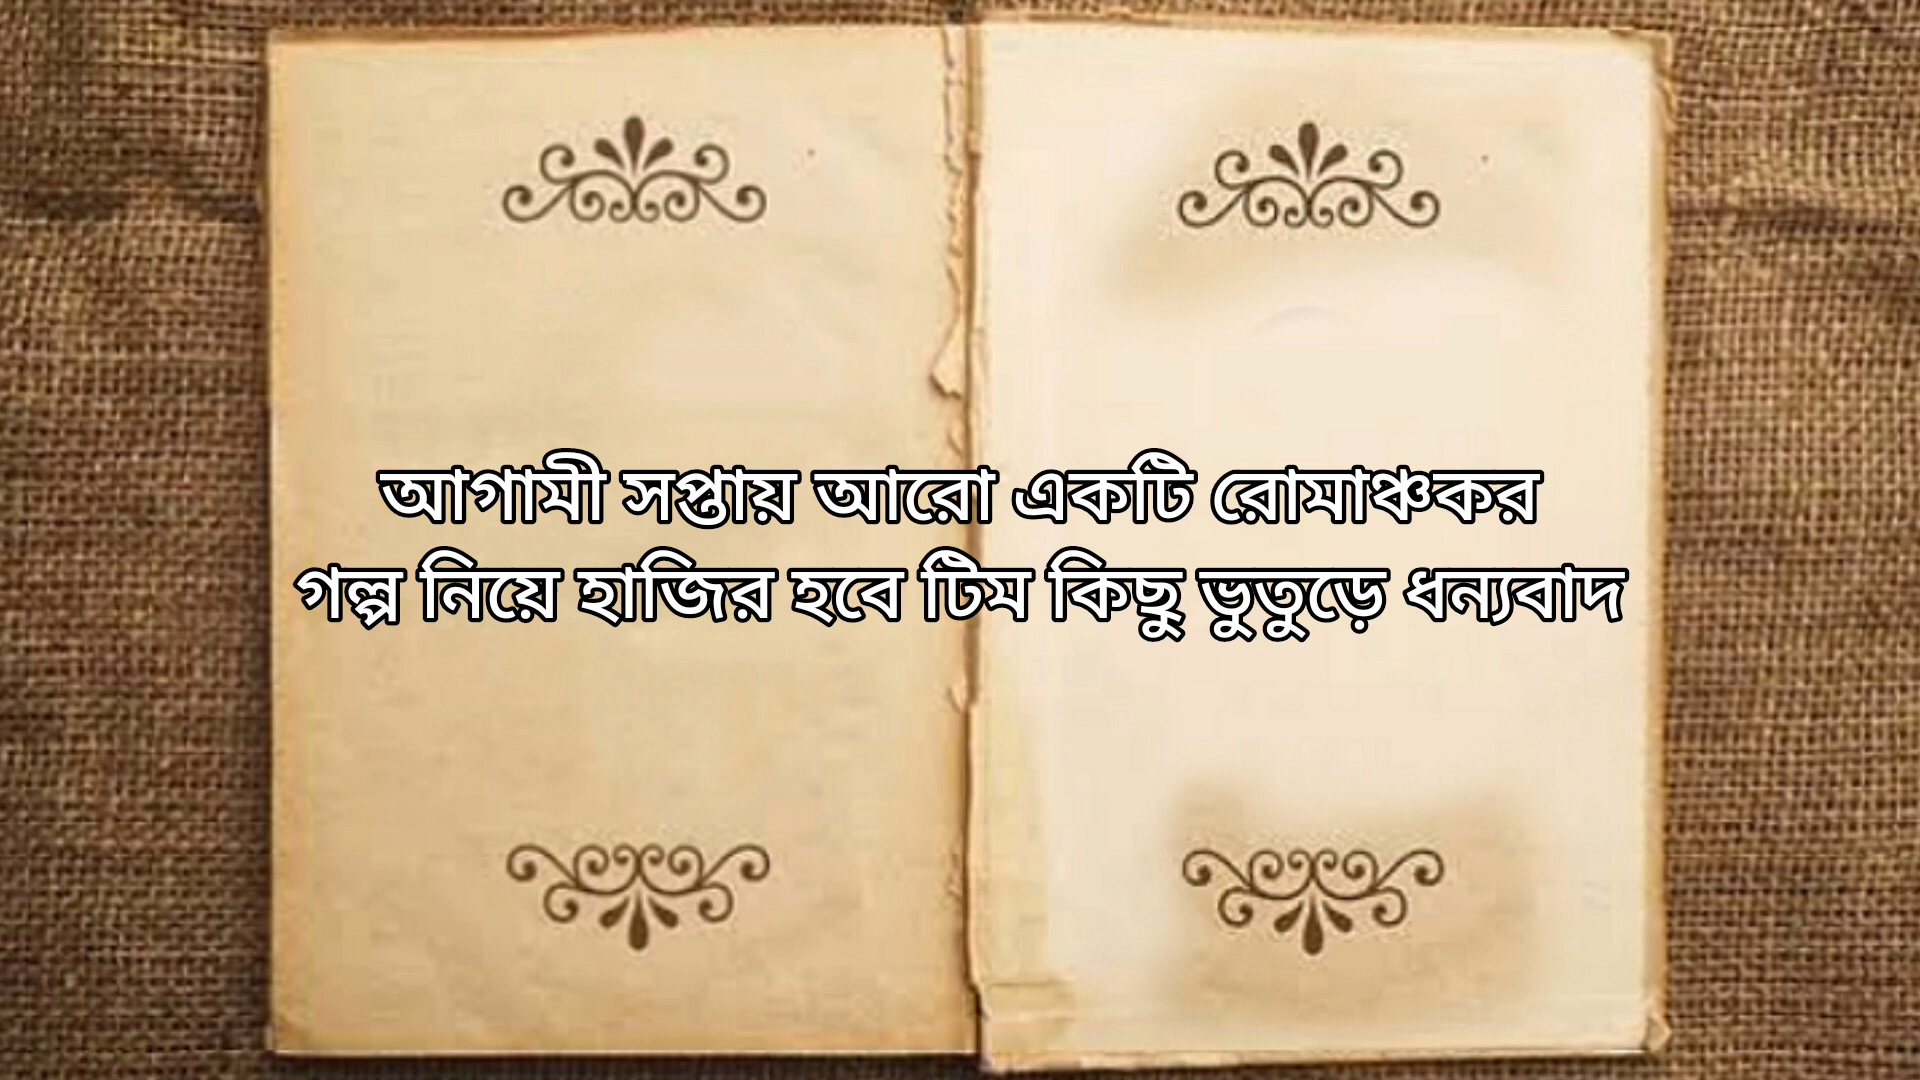 আগামী সপ্তায় আরো একটি রোমাঞ্চকর
গল্প নিয়ে হাজির হবে টিম কিছু ভুতুড়ে ধন্যবাদ